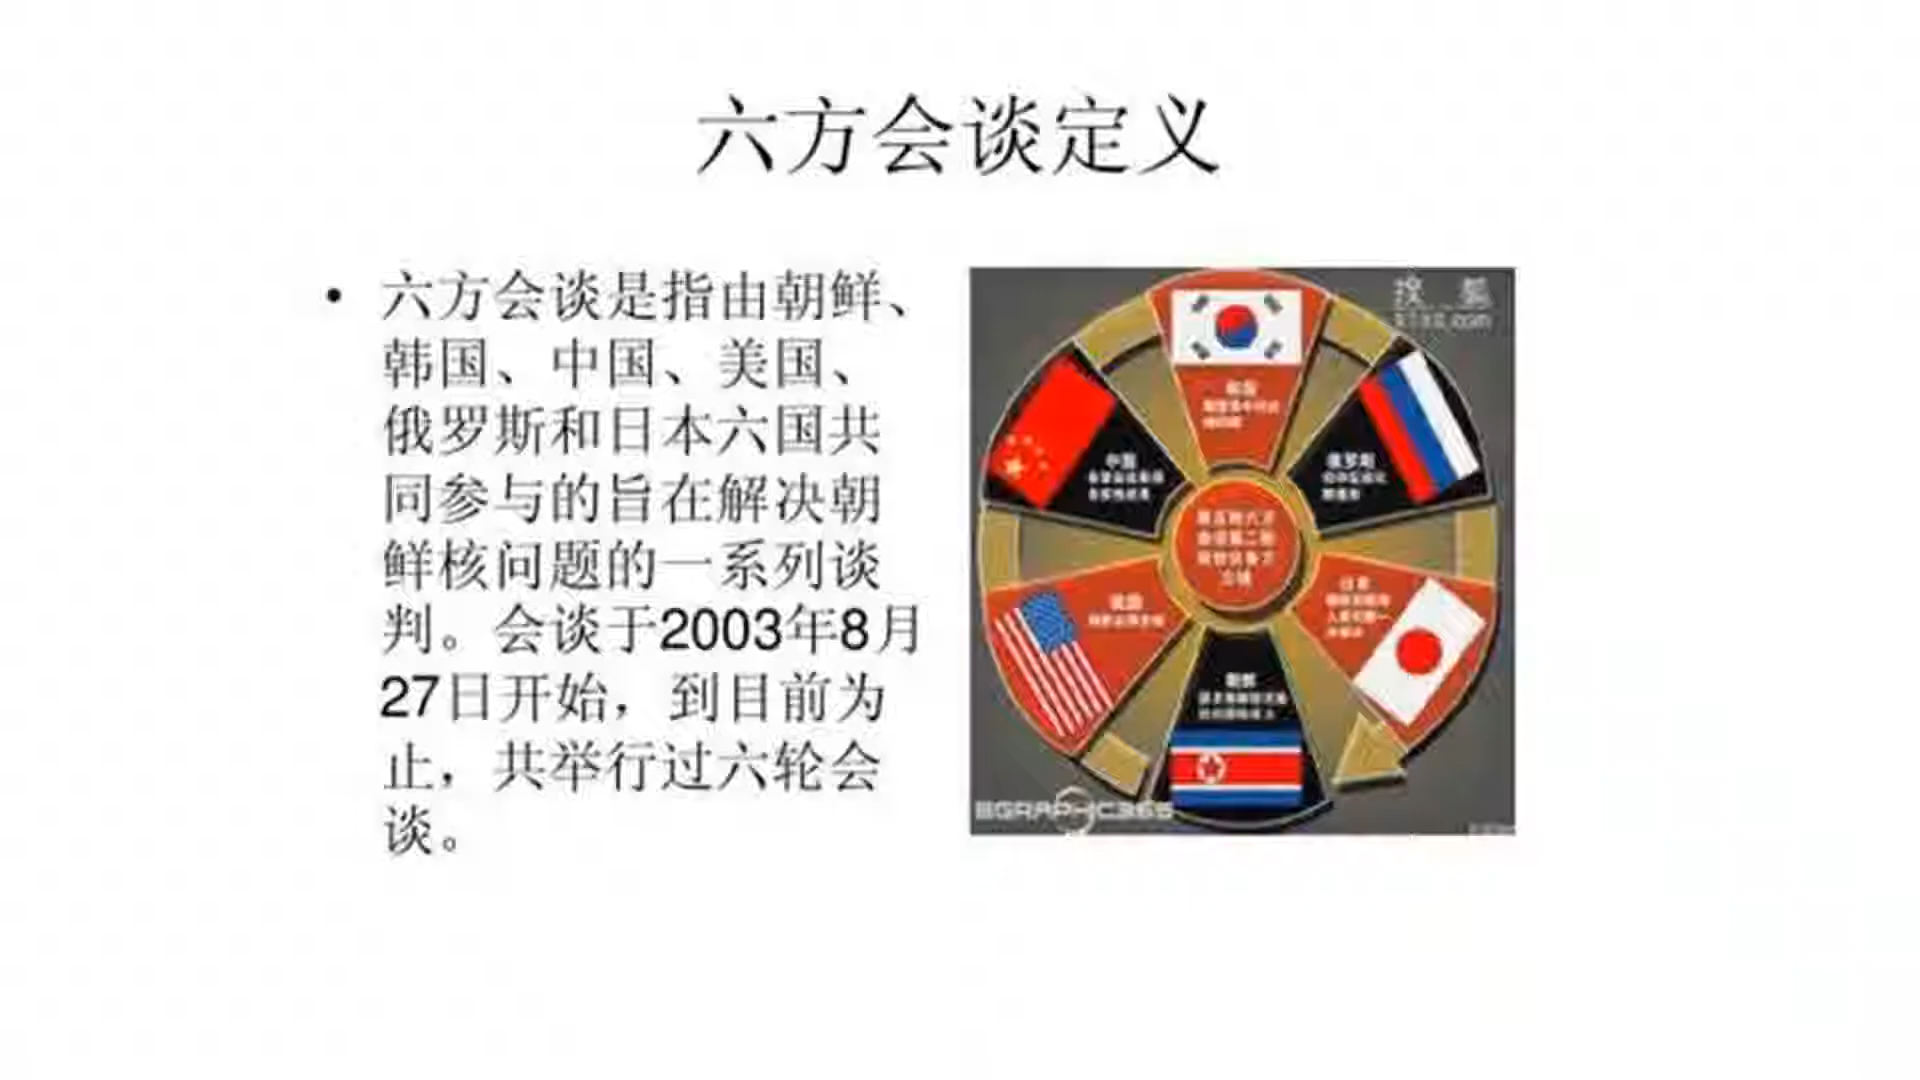 六方会谈定义
• 六方会谈是指由朝鲜、
韩国、中国、美国、
俄罗斯和日本六国共
同参与的旨在解决朝
鲜核问题的一系列谈
判。会谈于2003年8月
27日开始，到目前为
止，共举行过六轮会
谈。
搜 狐
韩国
中国
俄罗斯
美国
日本
朝鲜